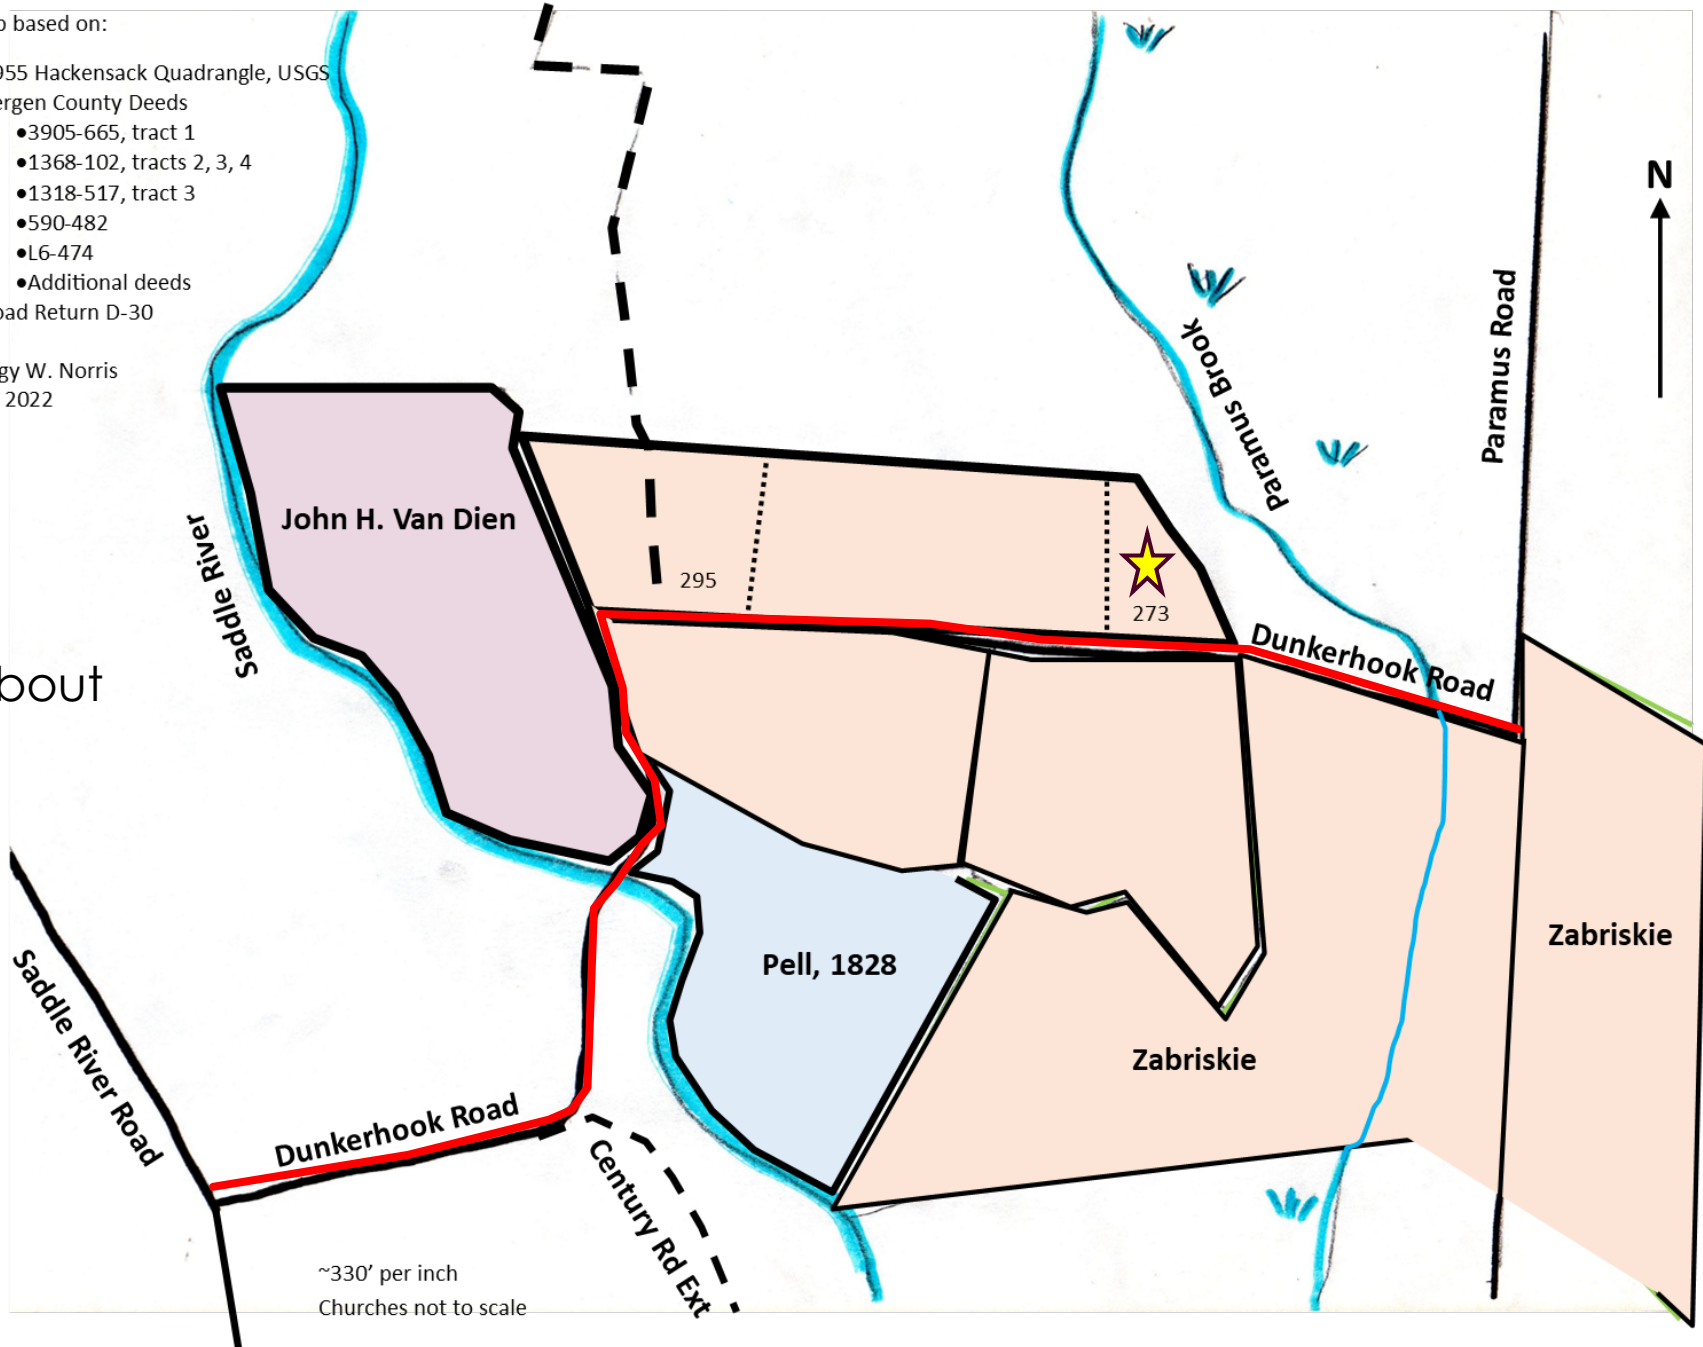 based on:
955 Hackensack Quadrangle, USGS
ergen County Deeds
•3905-665, tract 1
•1368-102, tracts 2, 3, 4
•1318-517, tract 3
•590-482
•L6-474
•Additional deeds
oad Return D-30
gy W. Norris
2022
bout
N
Paramus Road
Paramus Brook
John H. Van Dien
Saddle River
295
273
Dunkerhook Road
Zabriskie
Pell, 1828
Zabriskie
Saddle River Road
Dunkerhook Road
Century Rd Ext
~330’ per inch
Churches not to scale